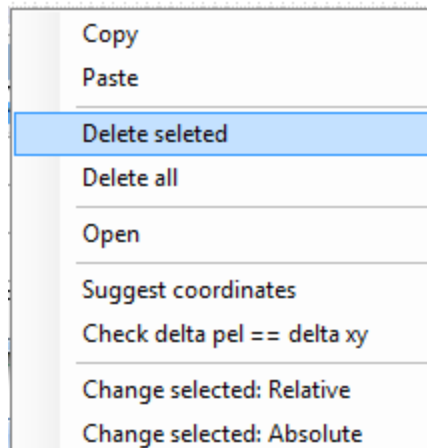 Copy
Paste
Delete seleted
Delete all
Open
Suggest coordinates
Check delta pel == delta xy
Change selected: Relative
Change selected: Absolute